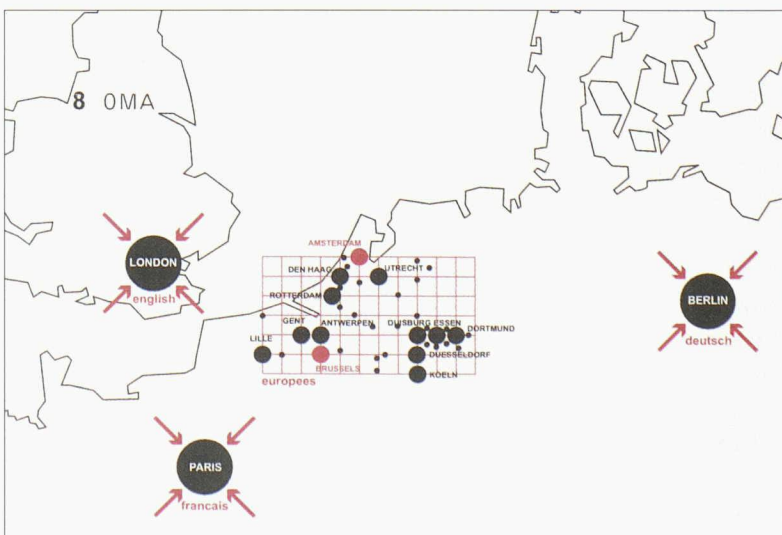 8 OMA
AMSTERDAM
LONDON
DEN HAAG
UTRECHT
english
ROTTERDAM
BERLIN
GENT
ANTWERPEN
DUISBURG ESSEN
DORTMUND
LILLE
deutsch
DUESSELDORF
BRUSSELS
europees
KÖELN
PARIS
francais